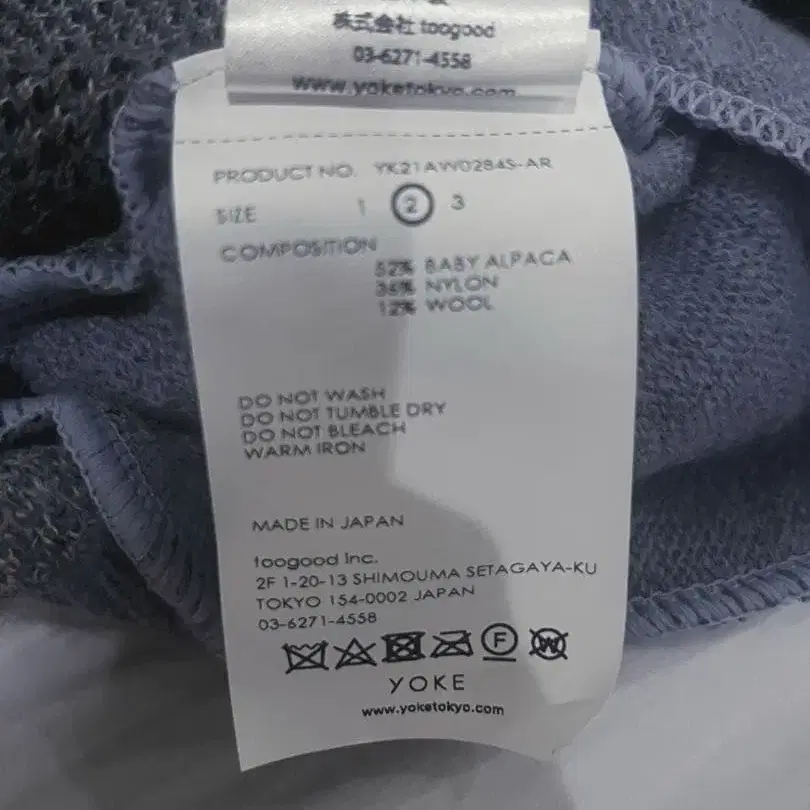 株式会社 toogood
03-6271-4558
www.yoketokyo.com
PRODUCT NO. YK21AW0284S-AR
SIZE 1 2 3
COMPOSITION
52% BABY ALPACA
36% NYLON
12% WOOL
DO NOT WASH
DO NOT TUMBLE DRY
DO NOT BLEACH
WARM IRON
MADE IN JAPAN
toogood inc.
2F 1-20-13 SHIMOUMA SETAGAYA-KU
TOKYO 154-0002 JAPAN
03-6271-4558
F W
YOKE
www.yoketokyo.com